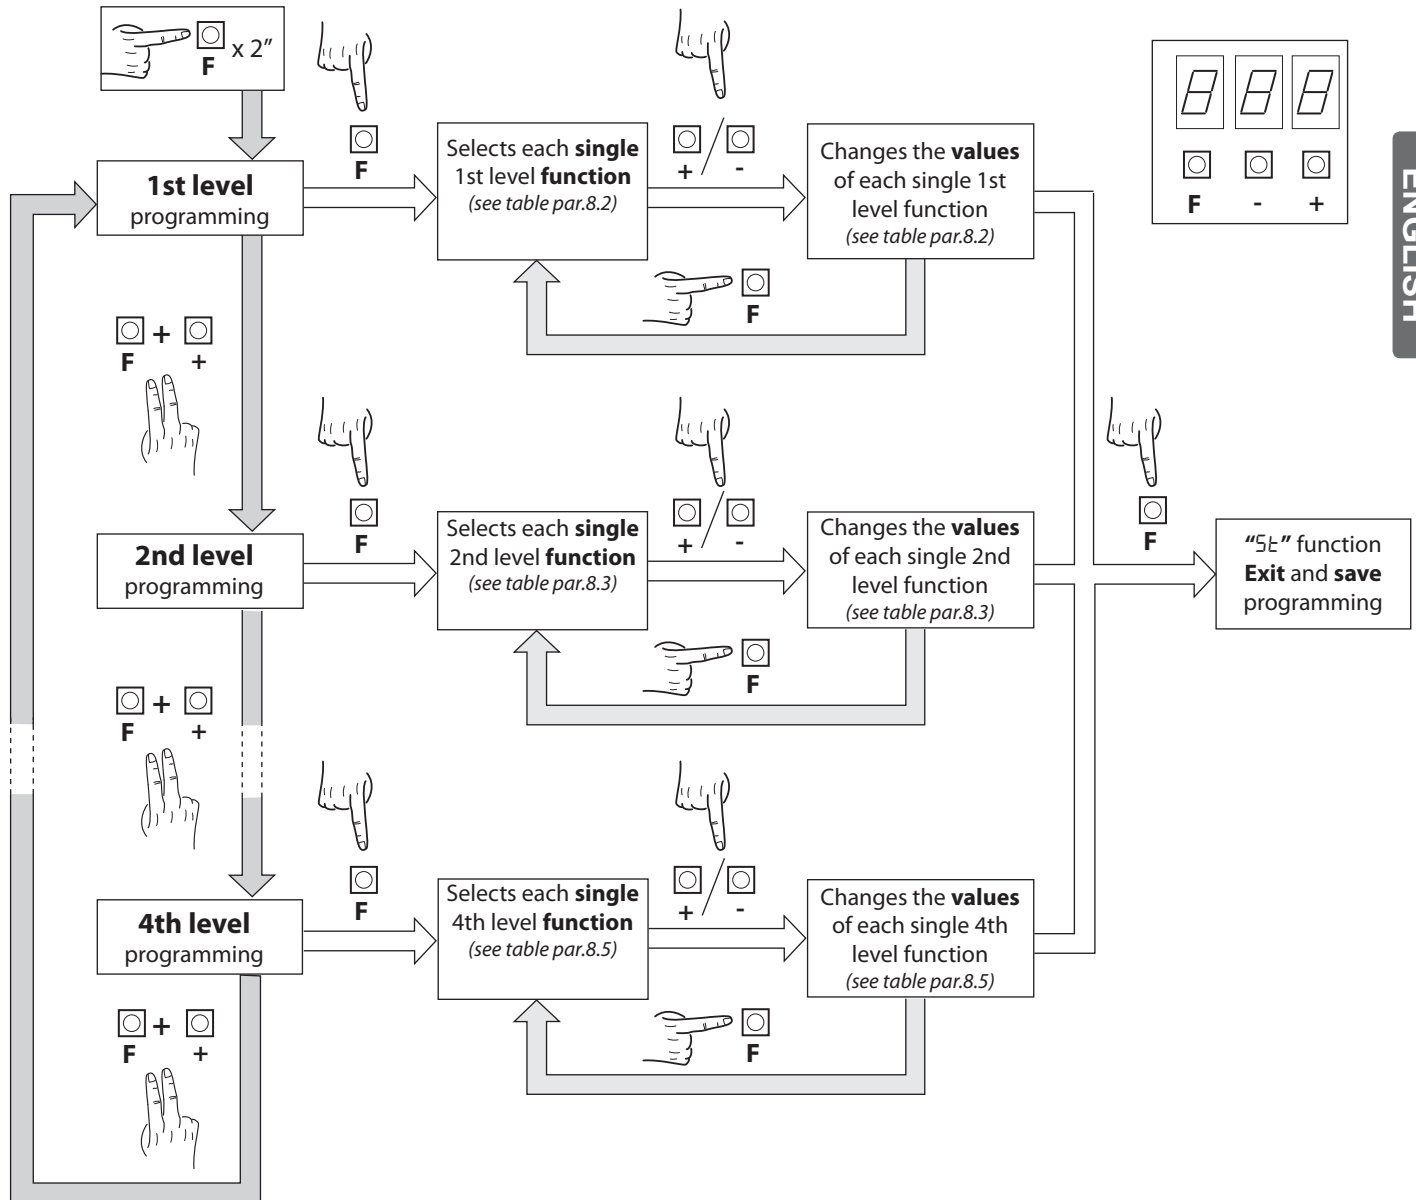 F x 2"
F
+ / -
F - +
ENGLISH
1st level
programming
Selects each single
1st level function
(see table par.8.2)
Changes the values
of each single 1st
level function
(see table par.8.2)
F
F + +
F
+ / -
F
2nd level
programming
Selects each single
2nd level function
(see table par.8.3)
Changes the values
of each single 2nd
level function
(see table par.8.3)
"St" function
Exit and save
programming
F
F + +
F
+ / -
4th level
programming
Selects each single
4th level function
(see table par.8.5)
Changes the values
of each single 4th
level function
(see table par.8.5)
F
F + +